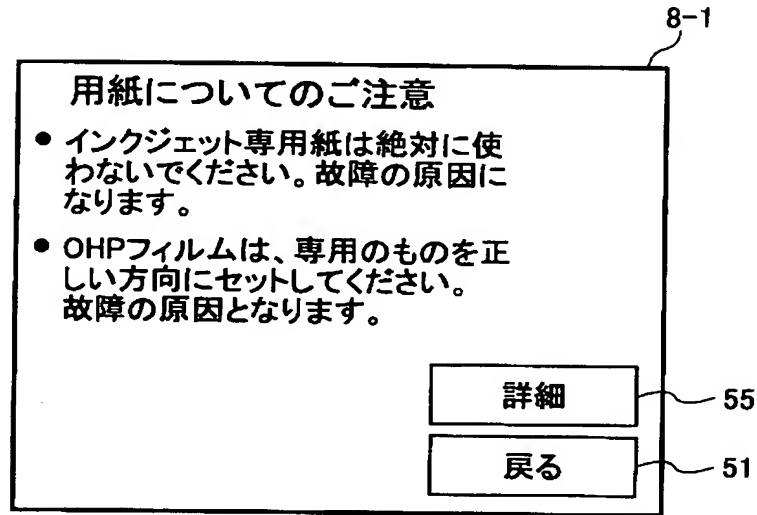 8-1
用紙についてのご注意
● インクジェット専用紙は絶対に使
わないでください。故障の原因に
なります。
● OHPフィルムは、専用のものを正
しい方向にセットしてください。
故障の原因となります。
詳細
55
戻る
51